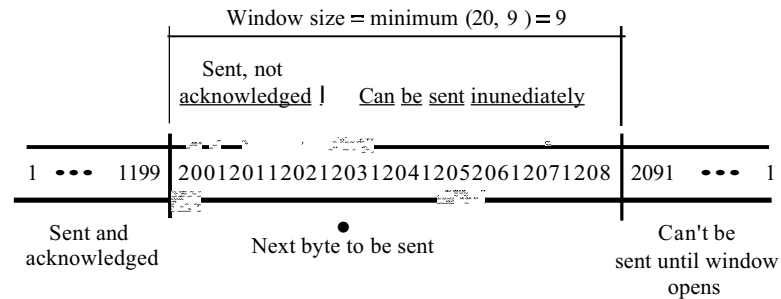 Window size = minimum (20, 9 ) = 9
Sent, not
acknowledged
Can be sent inunediately
1 ••• 1199 2001201120212031204120520612071208 2091 ••• 1
Sent and
acknowledged
Next byte to be sent
Can't be
sent until window
opens